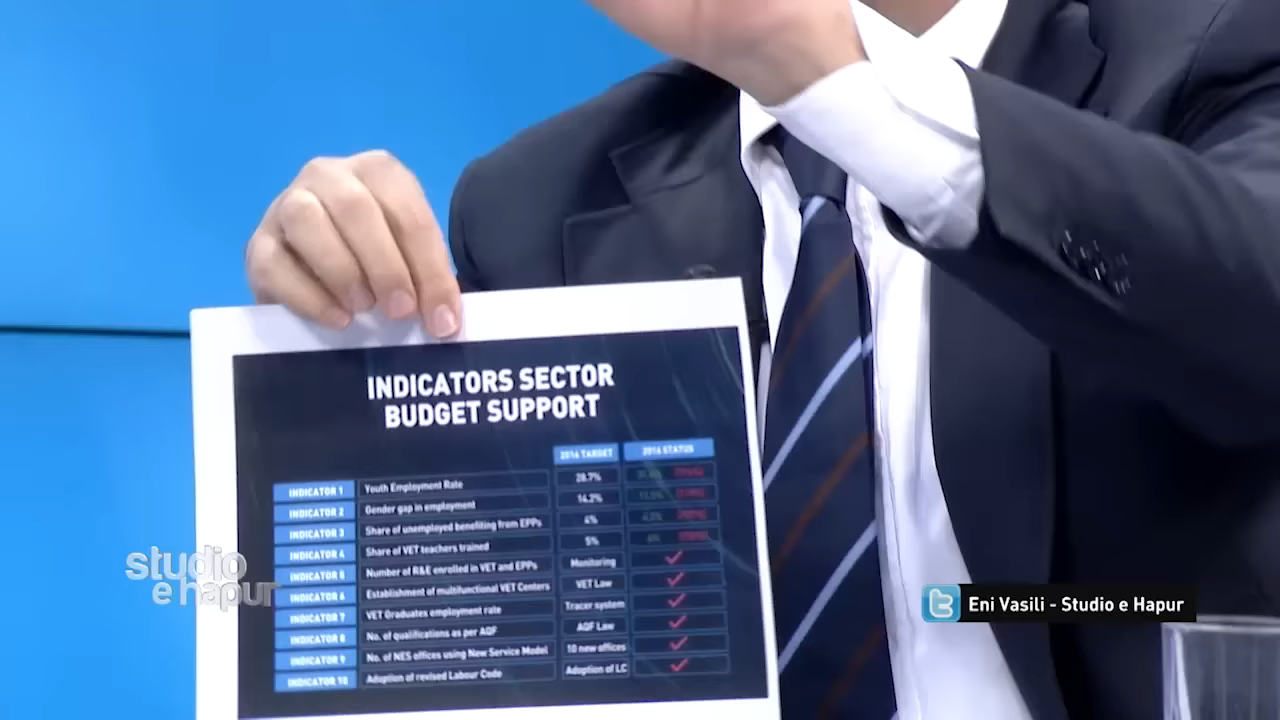 INDICATORS SECTOR
BUDGET SUPPORT
2016 TARGET 2016 STATUS
INDICATOR 1 Youth Employment Rate 28.7%
INDICATOR 2 Gender gap in employment 14.2%
INDICATOR 3 Share of unemployed benefiting from EPPs 4%
INDICATOR 4 Share of VET teachers trained 5%
INDICATOR 5 Number of R&E enrolled in VET and EPPs Monitoring ✓
INDICATOR 6 Establishment of multifunctional VET Centers VET Law ✓
INDICATOR 7 VET Graduates employment rate Tracer system ✓
INDICATOR 8 No. of qualifications as per AQF AQF Law ✓
INDICATOR 9 No. of NES offices using New Service Model 10 new offices ✓
INDICATOR 10 Adoption of revised Labour Code Adoption of LC ✓
studio
e hapur
Eni Vasili - Studio e Hapur